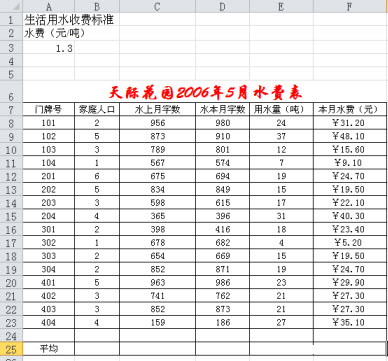 A B C D E F
1 生活用水收费标准
2 水费（元/吨）
3 1.3
4
5
6 天际花园2006年5月水费表
7 门牌号 家庭人口 水上月字数 水本月字数 用水量（吨） 本月水费（元）
8 101 2 956 980 24 ￥31.20
9 102 5 873 910 37 ￥48.10
10 103 3 789 801 12 ￥15.60
11 104 1 567 574 7 ￥9.10
12 201 6 675 694 19 ￥24.70
13 202 5 834 849 15 ￥19.50
14 203 3 598 615 17 ￥22.10
15 204 4 365 396 31 ￥40.30
16 301 2 398 416 18 ￥23.40
17 302 1 678 682 4 ￥5.20
18 303 2 654 669 15 ￥19.50
19 304 2 852 871 19 ￥24.70
20 401 5 963 986 23 ￥29.90
21 402 3 741 762 21 ￥27.30
22 403 3 852 873 21 ￥27.30
23 404 4 159 186 27 ￥35.10
24
25 平均